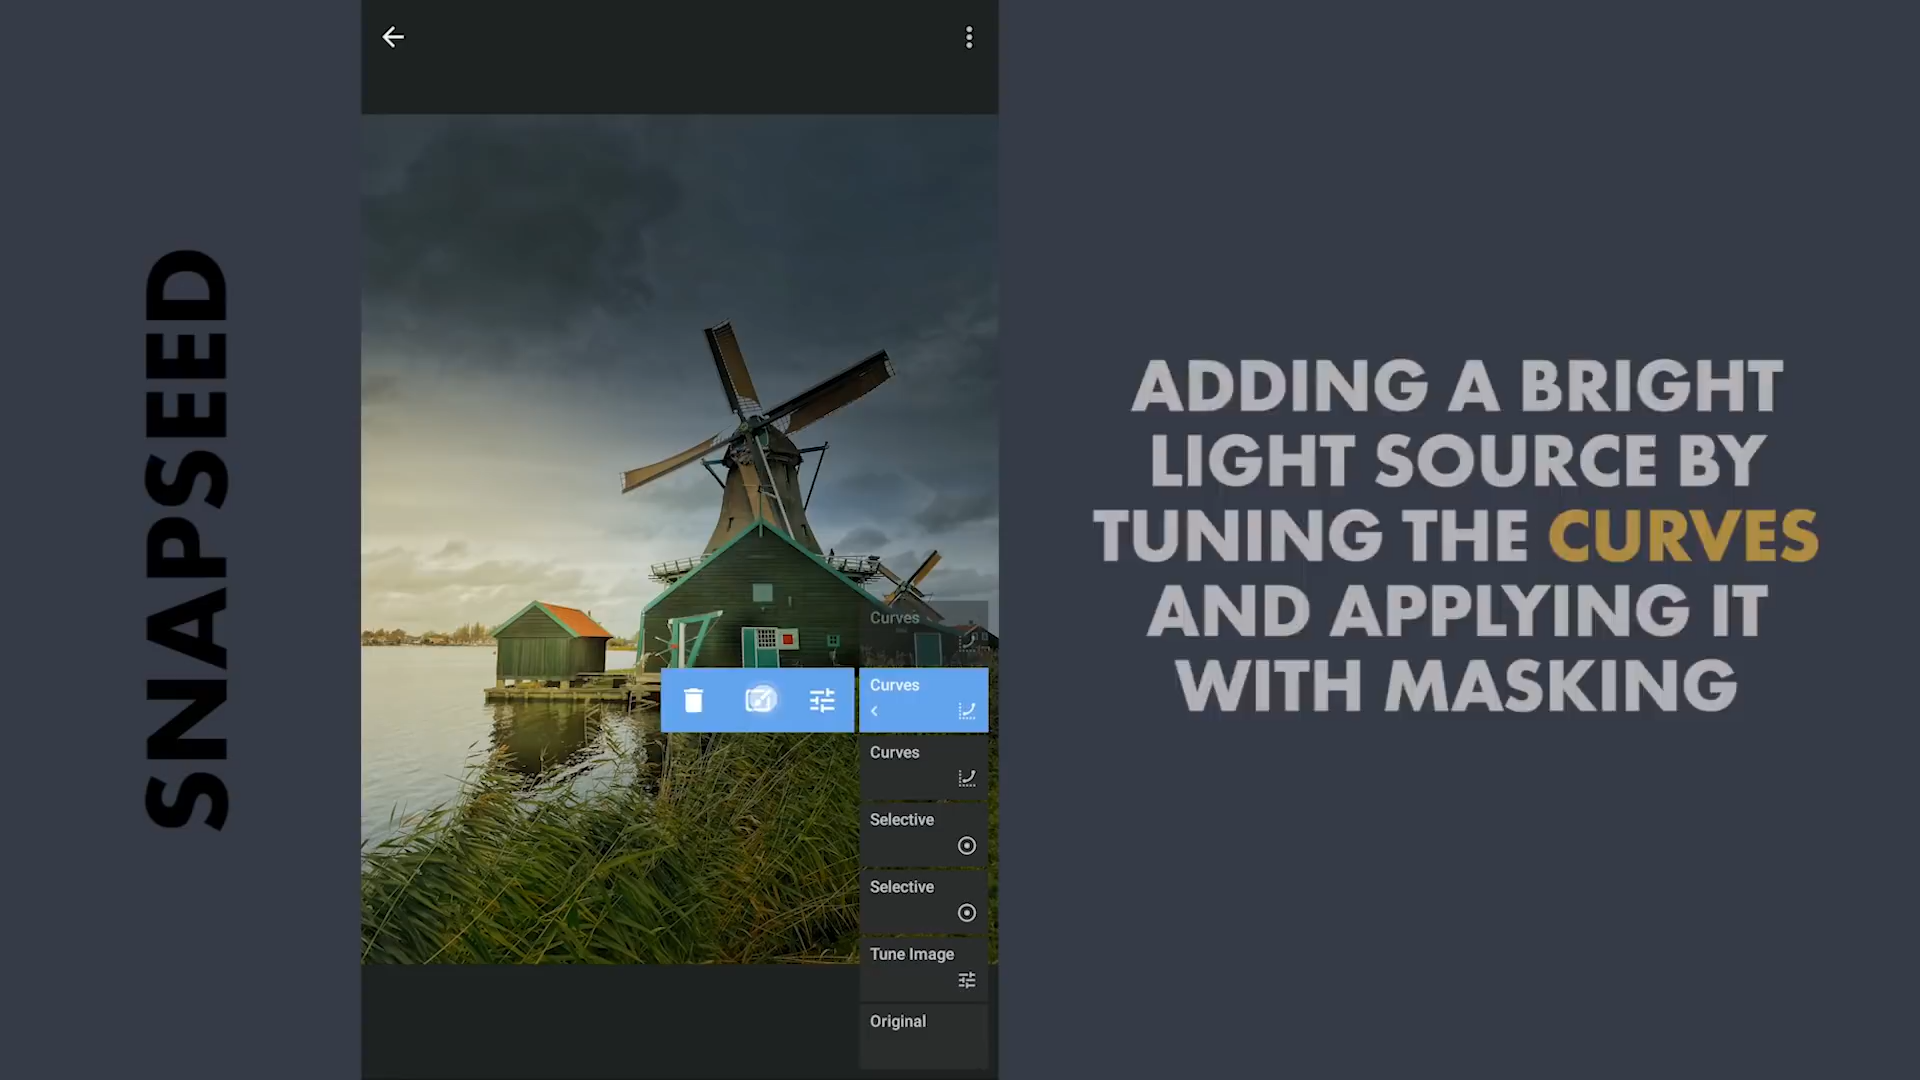 SNAPSEED
Curves
Curves
Curves
Selective
Selective
Tune Image
Original
ADDING A BRIGHT
LIGHT SOURCE BY
TUNING THE CURVES
AND APPLYING IT
WITH MASKING